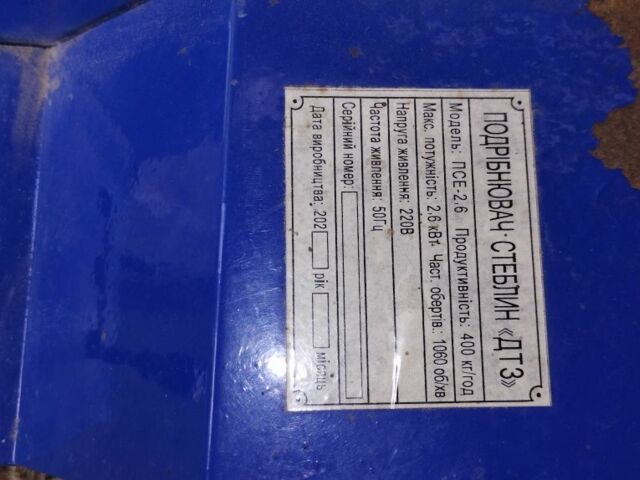 ПОДРІБНЮВАЧ СТЕБЛИН «ДТЗ»
Модель: ПСЕ-2.6 Продуктивність: 400 кг/год
Макс. потужність: 2.6 кВт. Част. обертів.: 1060 об/хв
Напруга живлення: 220В
Частота живлення: 50Гц
Серійний номер:
Дата виробництва: 202 рік місяць